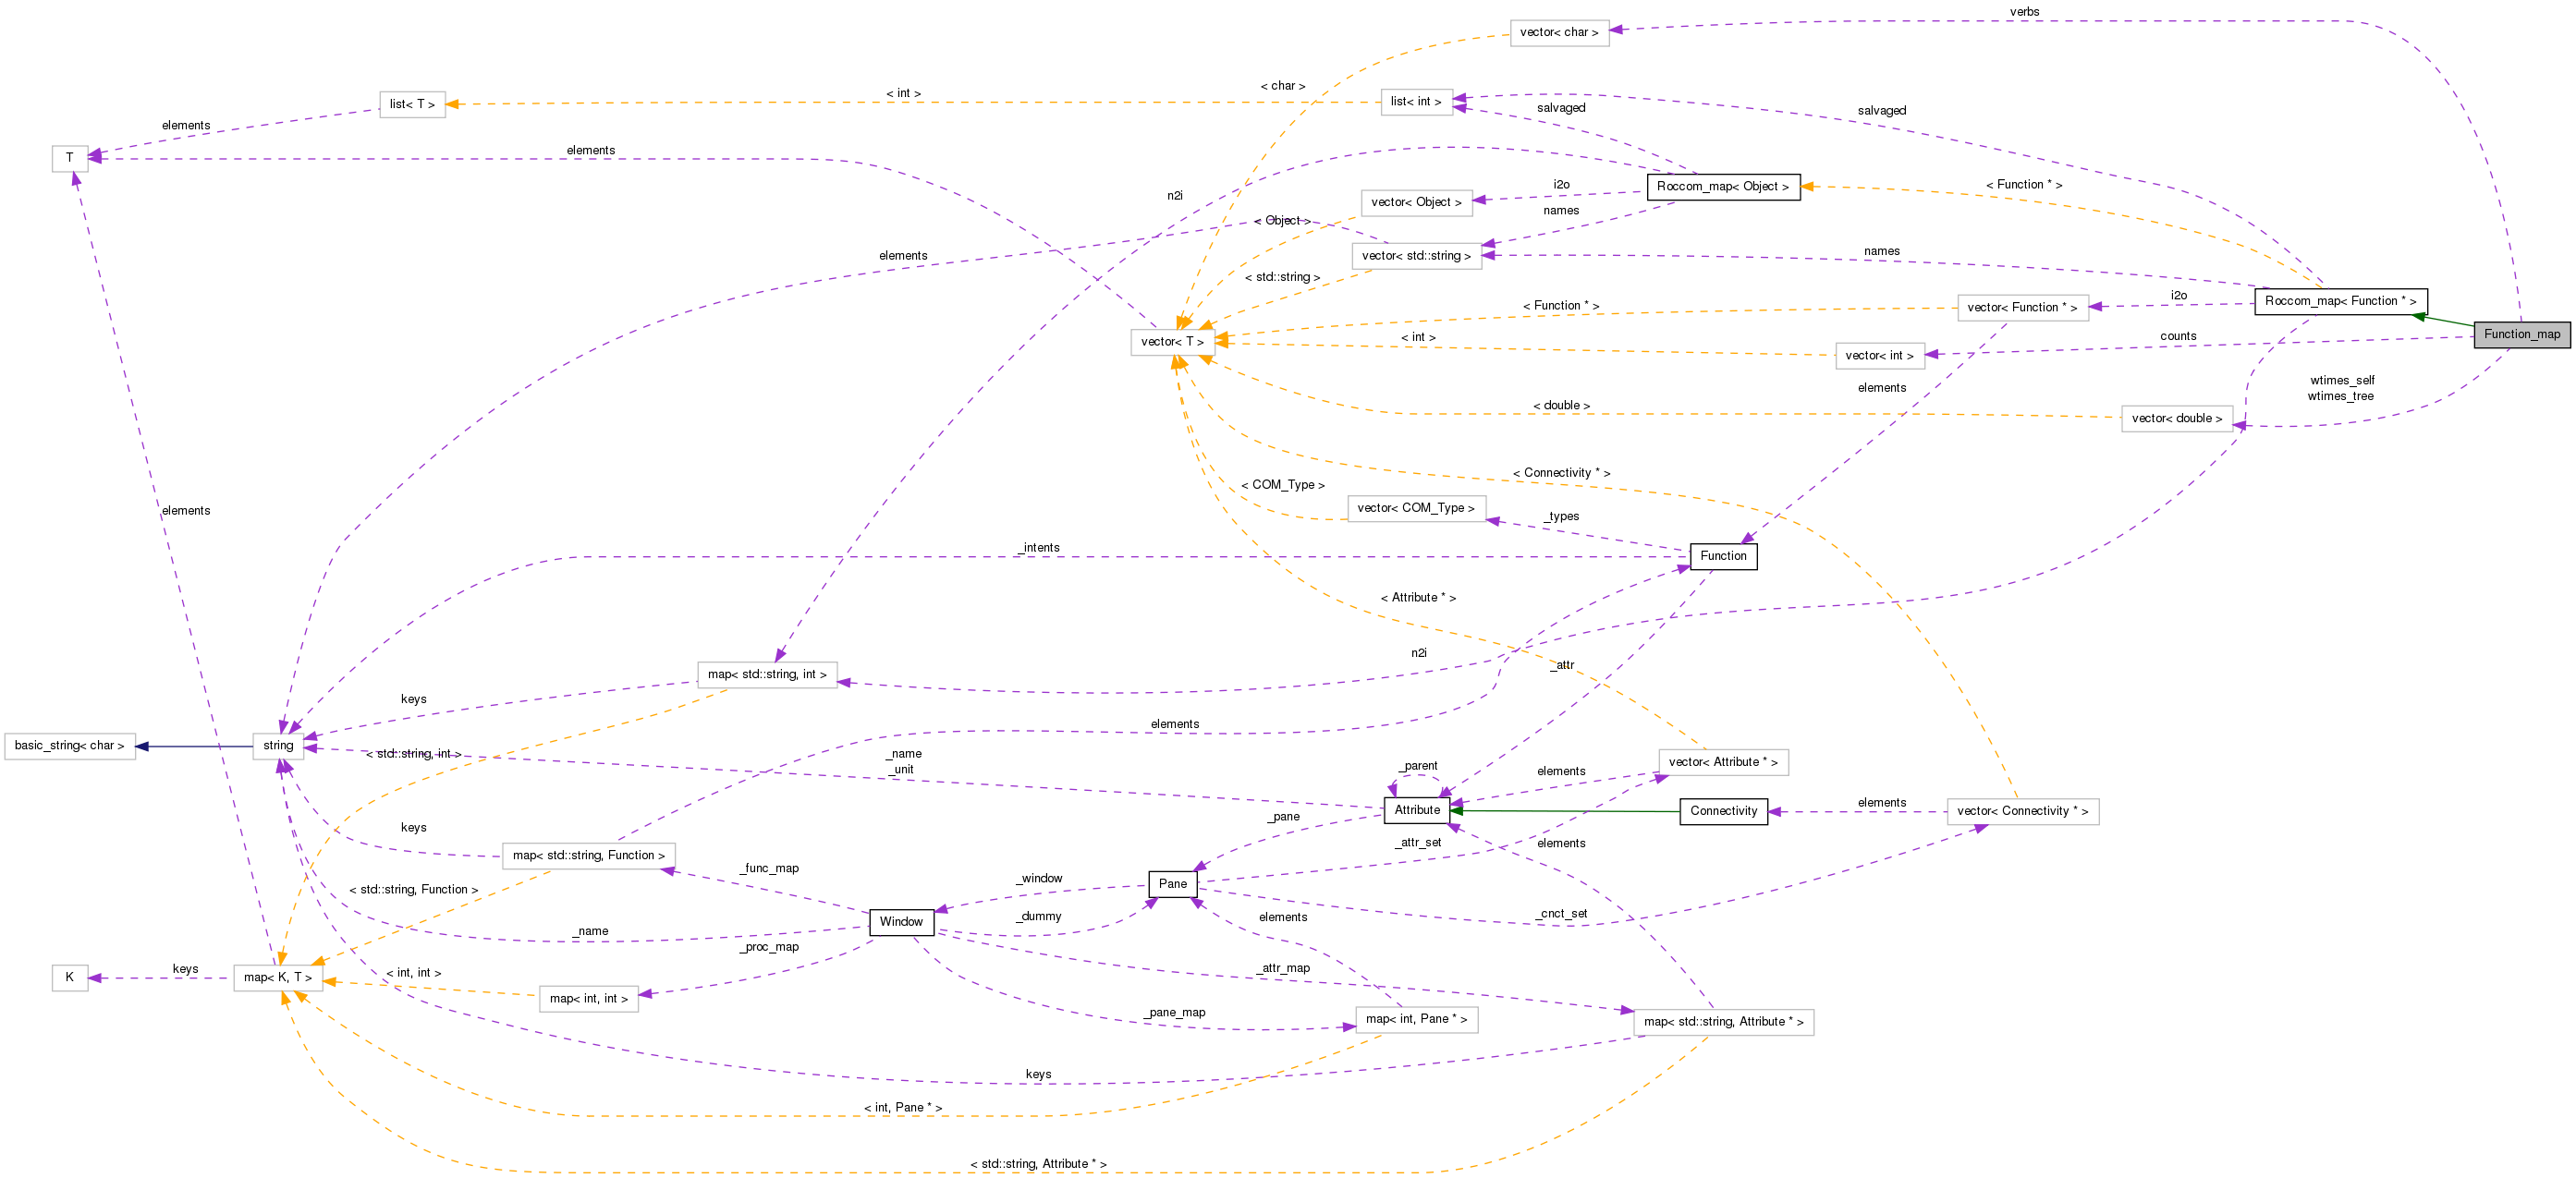 verbs
vector< char >
< char >
< int >
list< T >
list< int >
salvaged
salvaged
elements
T
elements
n2i
Roccom_map< Object >
< Function * >
i2o
vector< Object >
names
< Object >
elements
vector< std::string >
names
< std::string >
i2o
Roccom_map< Function * >
< Function * >
vector< Function * >
Function_map
vector< T >
< int >
counts
vector< int >
wtimes_self
wtimes_tree
elements
< double >
vector< double >
< Connectivity * >
< COM_Type >
vector< COM_Type >
elements
_types
_intents
Function
< Attribute * >
n2i
_attr
map< std::string, int >
keys
elements
basic_string< char >
string
< std::string, int >
_name
_unit
_parent
elements
vector< Attribute * >
Attribute
Connectivity
elements
vector< Connectivity * >
_pane
keys
map< std::string, Function >
_attr_set
elements
_func_map
_window
Pane
< std::string, Function >
Window
_dummy
elements
_cnct_set
_name
_proc_map
K
keys
map< K, T >
< int, int >
_attr_map
map< int, int >
_pane_map
map< int, Pane * >
map< std::string, Attribute * >
keys
< int, Pane * >
< std::string, Attribute * >